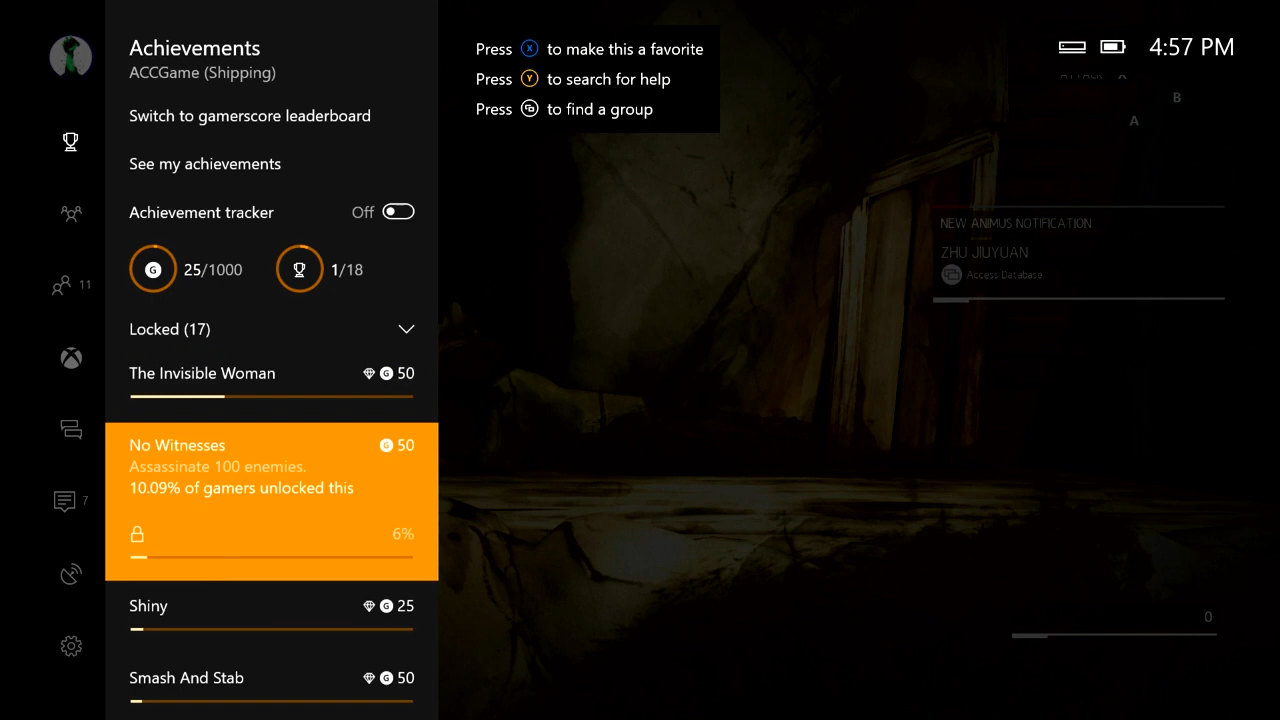 Achievements
ACCGame (Shipping)
Switch to gamerscore leaderboard
See my achievements
Achievement tracker Off
G 25/1000 1/18
Locked (17)
The Invisible Woman G 50
No Witnesses G 50
Assassinate 100 enemies.
10.09% of gamers unlocked this
6%
Shiny G 25
Smash And Stab G 50
11
7
Press X to make this a favorite
Press Y to search for help
Press to find a group
4:57 PM
ATTACK X
B
A
NEW ANIMUS NOTIFICATION
ZHU JIUYUAN
Access Database
0